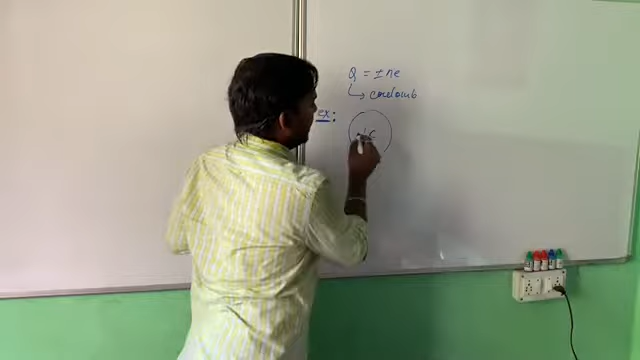 Q = ±ne
↳ coulomb
ex: